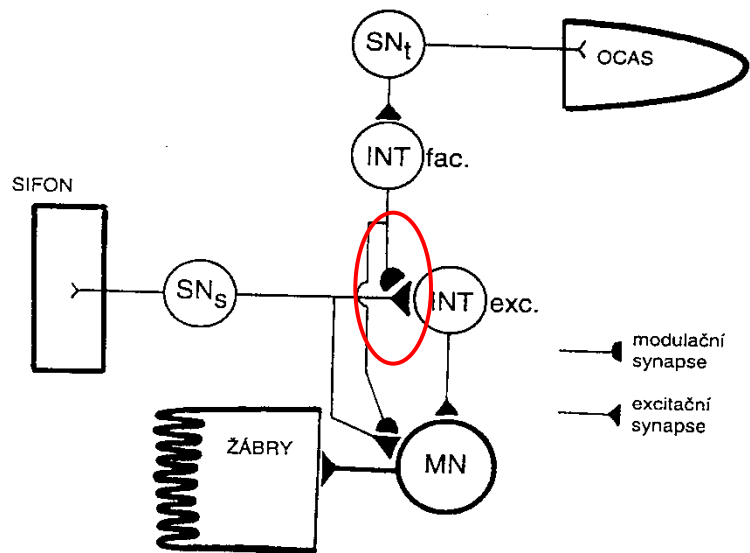 SNt
OCAS
INT fac.
SIFON
SNs
INT exc.
modulační
synapse
excitační
synapse
ŽÁBRY
MN